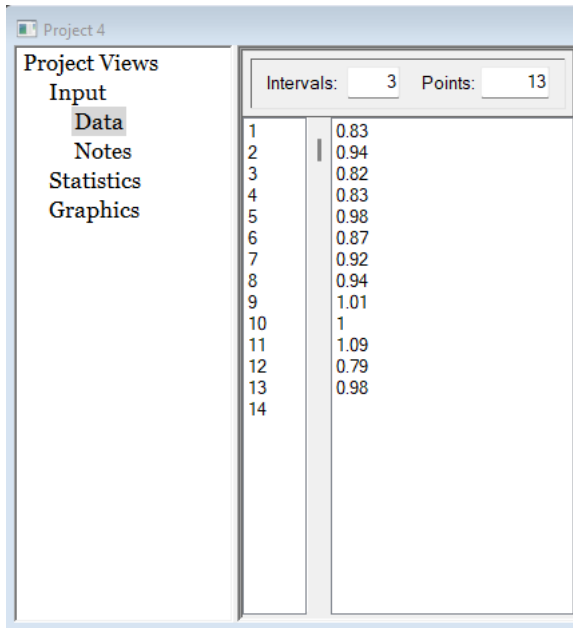 Project 4
Project Views
Input
Data
Notes
Statistics
Graphics
Intervals: 3 Points: 13
1 0.83
2 0.94
3 0.82
4 0.83
5 0.98
6 0.87
7 0.92
8 0.94
9 1.01
10 1
11 1.09
12 0.79
13 0.98
14